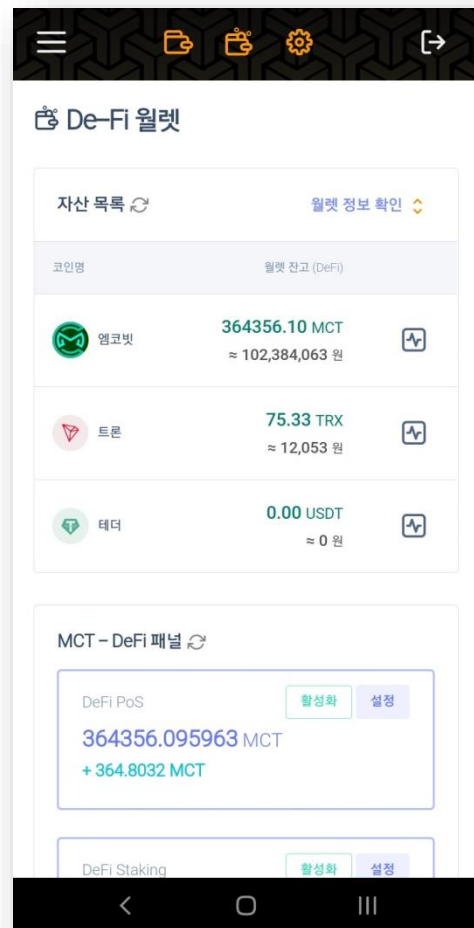 De–Fi 월렛
자산 목록
월렛 정보 확인
코인명 월렛 잔고 (DeFi)
엠코빗 364356.10 MCT
≈ 102,384,063 원
트론 75.33 TRX
≈ 12,053 원
테더 0.00 USDT
≈ 0 원
MCT – DeFi 패널
DeFi PoS 활성화 설정
364356.095963 MCT
+ 364.8032 MCT
DeFi Staking 활성화 설정